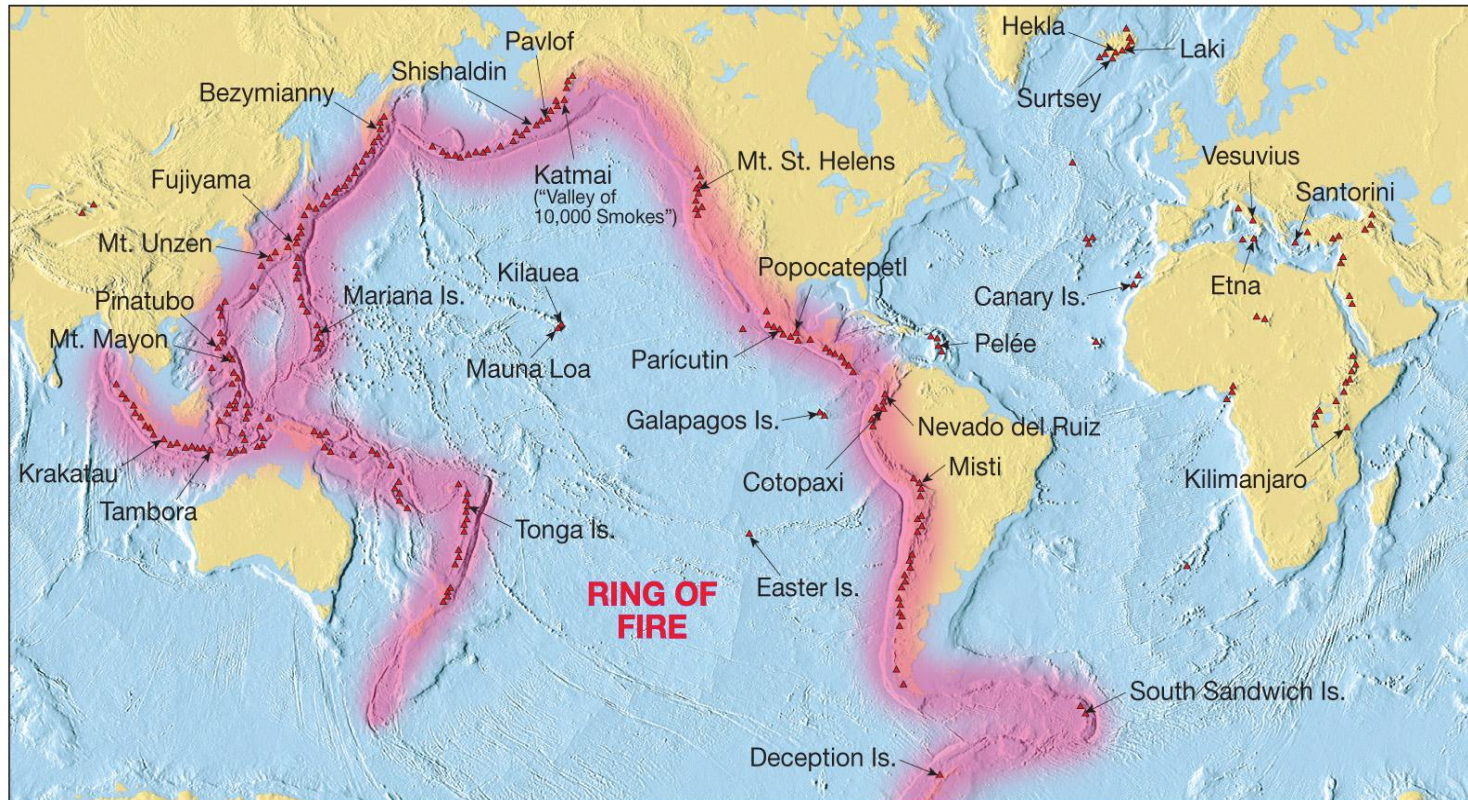 Hekla
Laki
Surtsey
Pavlof
Shishaldin
Bezymianny
Katmai
(“Valley of
10,000 Smokes”)
Mt. St. Helens
Vesuvius
Santorini
Fujiyama
Mt. Unzen
Kilauea
Popocatepetl
Canary Is.
Etna
Pinatubo
Mariana Is.
Mt. Mayon
Mauna Loa
Parícutin
Pelée
Galapagos Is.
Nevado del Ruiz
Krakatau
Cotopaxi
Misti
Kilimanjaro
Tambora
Tonga Is.
Easter Is.
RING OF
FIRE
South Sandwich Is.
Deception Is.